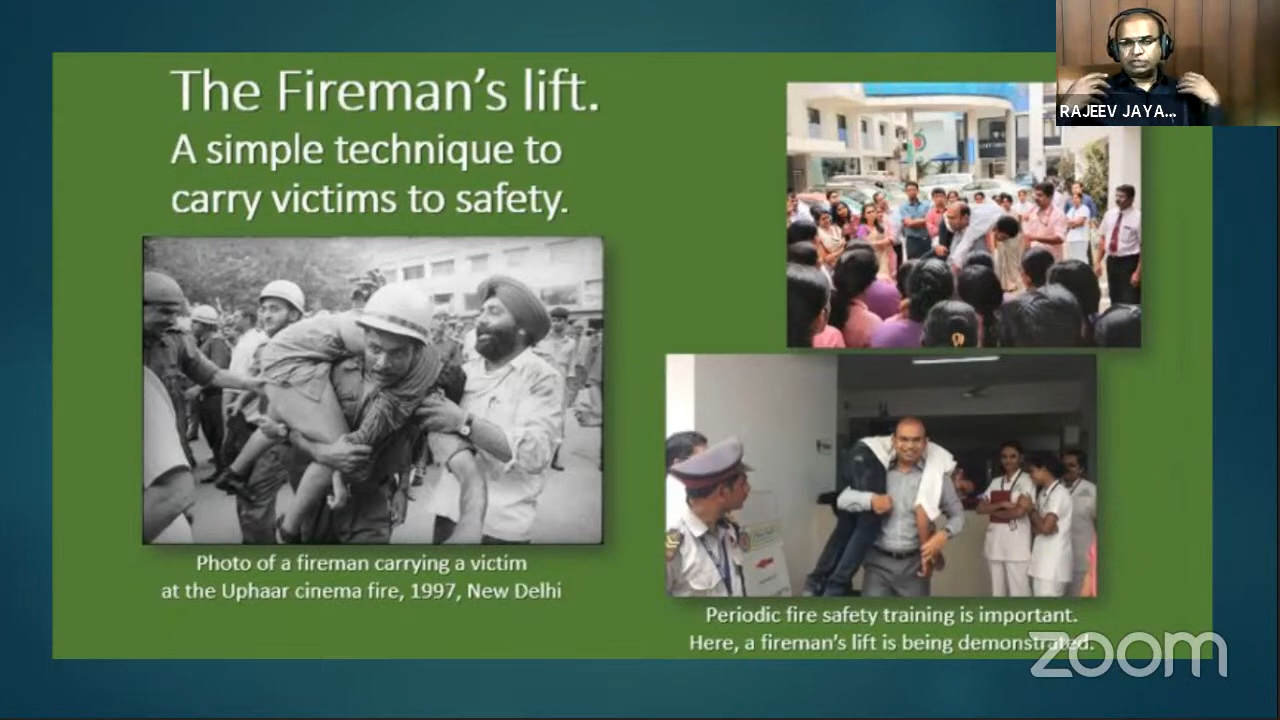 The Fireman's lift.
A simple technique to
carry victims to safety.
RAJEEV JAYA...
Photo of a fireman carrying a victim
at the Uphaar cinema fire, 1997, New Delhi
Periodic fire safety training is important.
Here, a fireman's lift is being demonstrated.
zoom